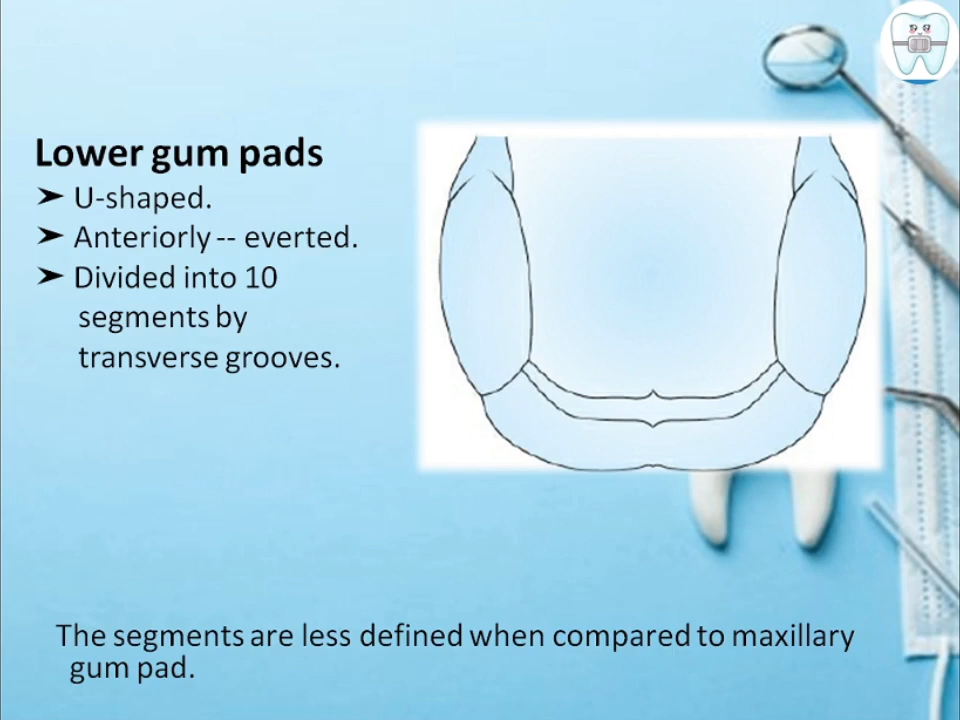 Lower gum pads
➤ U-shaped.
➤ Anteriorly -- everted.
➤ Divided into 10
segments by
transverse grooves.
The segments are less defined when compared to maxillary
gum pad.